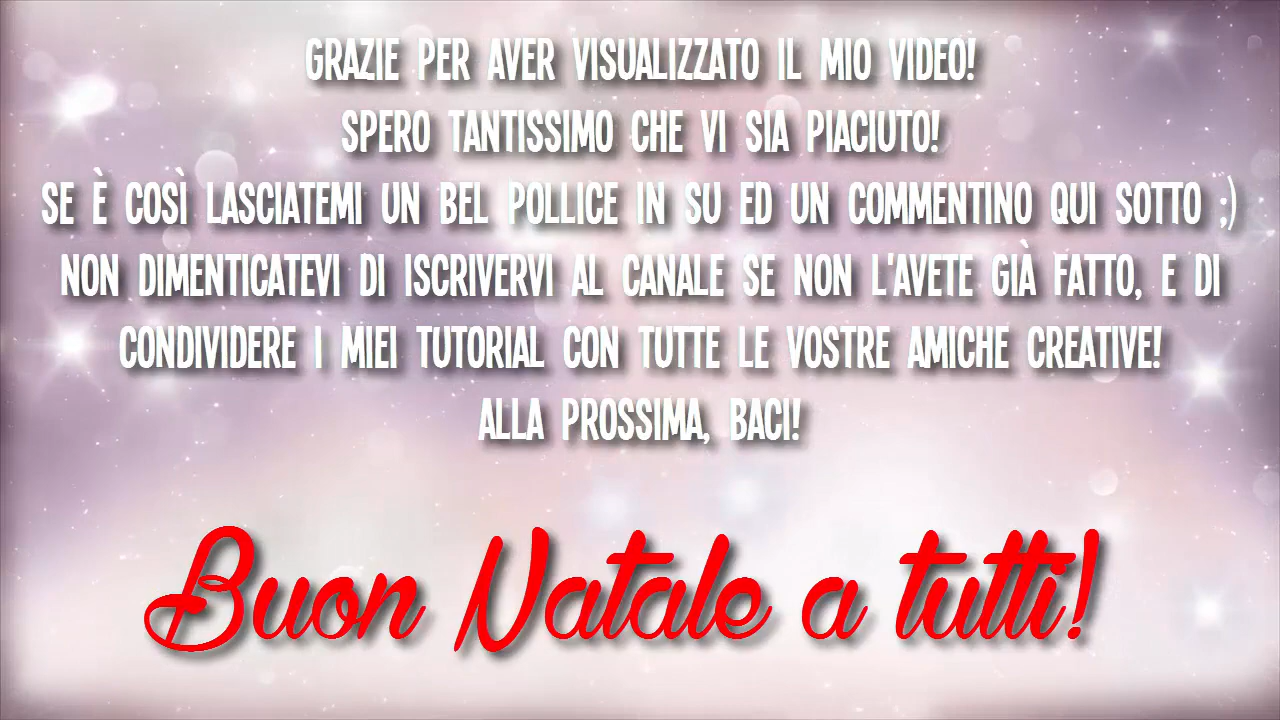 GRAZIE PER AVER VISUALIZZATO IL MIO VIDEO!
SPERO TANTISSIMO CHE VI SIA PIACIUTO!
SE È COSÌ LASCIATEMI UN BEL POLLICE IN SU ED UN COMMENTINO QUI SOTTO ;)
NON DIMENTICATEVI DI ISCRIVERVI AL CANALE SE NON L'AVETE GIÀ FATTO, E DI
CONDIVIDERE I MIEI TUTORIAL CON TUTTE LE VOSTRE AMICHE CREATIVE!
ALLA PROSSIMA, BACI!
Buon Natale a tutti!